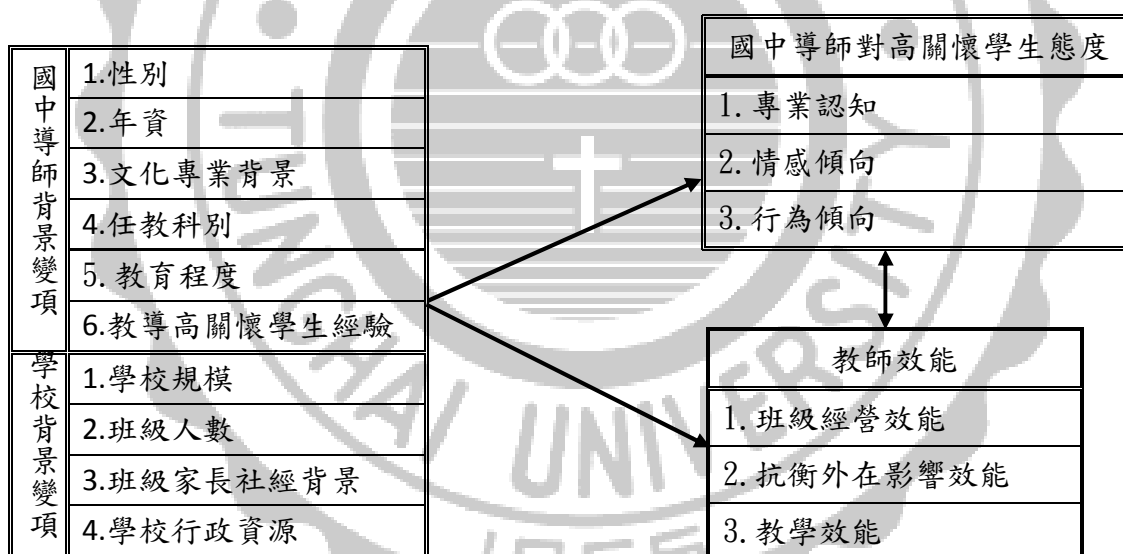 國中導師背景變項
1.性別
2.年資
3.文化專業背景
4.任教科別
5. 教育程度
6.教導高關懷學生經驗
學校背景變項
1.學校規模
2.班級人數
3.班級家長社經背景
4.學校行政資源
國中導師對高關懷學生態度
1.專業認知
2.情感傾向
3.行為傾向
教師效能
1.班級經營效能
2.抗衡外在影響效能
3.教學效能
TUNGHAI UNIVERSITY
1955